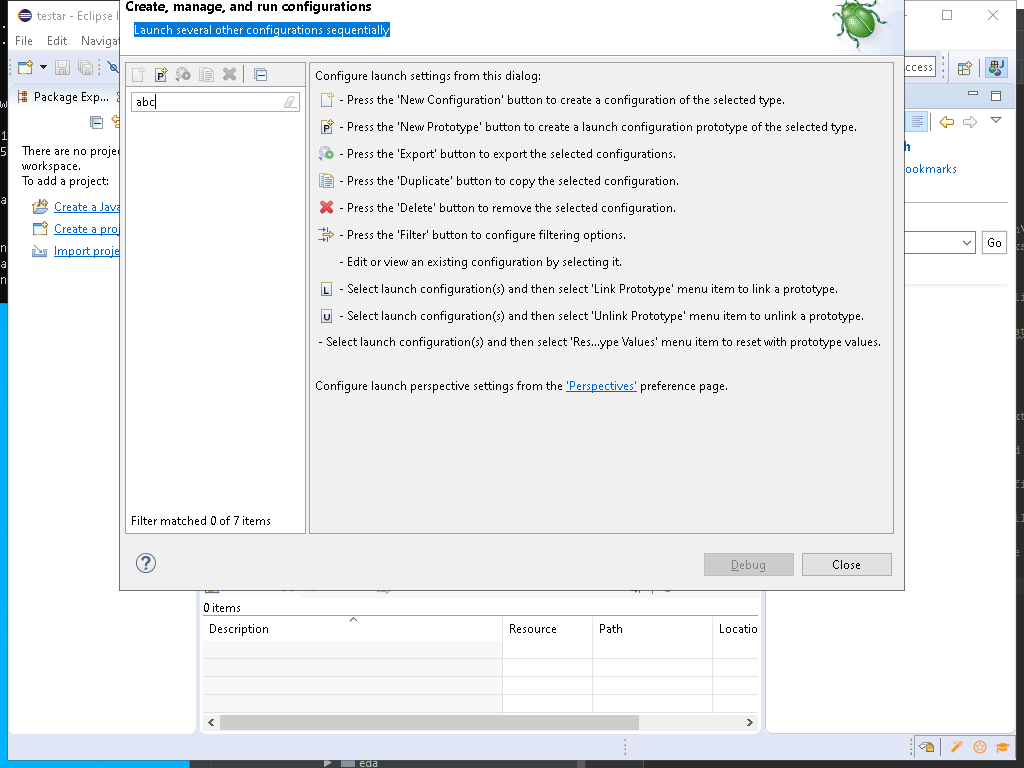 Create, manage, and run configurations
testar - Eclipse I
Launch several other configurations sequentially
File Edit Navigat
ccess
Package Exp...
Configure launch settings from this dialog:
abc
- Press the 'New Configuration' button to create a configuration of the selected type.
- Press the 'New Prototype' button to create a launch configuration prototype of the selected type.
- Press the 'Export' button to export the selected configurations.
- Press the 'Duplicate' button to copy the selected configuration.
- Press the 'Delete' button to remove the selected configuration.
- Press the 'Filter' button to configure filtering options.
- Edit or view an existing configuration by selecting it.
L - Select launch configuration(s) and then select 'Link Prototype' menu item to link a prototype.
U - Select launch configuration(s) and then select 'Unlink Prototype' menu item to unlink a prototype.
- Select launch configuration(s) and then select 'Res...ype Values' menu item to reset with prototype values.
Configure launch perspective settings from the 'Perspectives' preference page.
There are no proje
workspace.
To add a project:
Create a Java
Create a proj
Import proje
h
ookmarks
Go
Filter matched 0 of 7 items
Debug
Close
0 items
Description Resource Path Locatio
eda